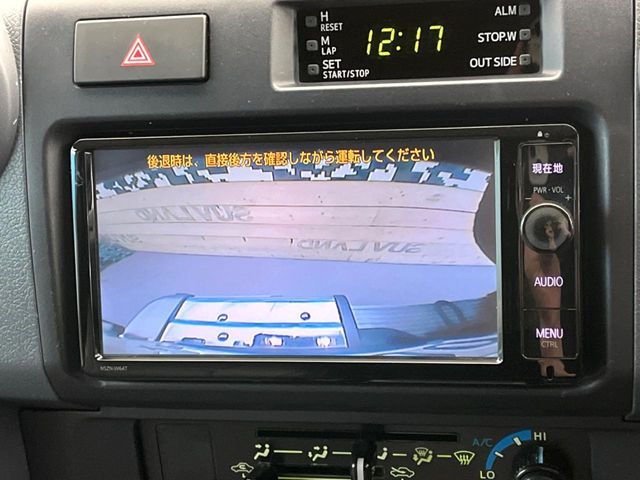 H
RESET
M
LAP
SET
START/STOP
12:17
ALM
STOP.W
OUT SIDE
後退時は、直接後方を確認しながら運転してください
現在地
PWR・VOL
+
AUDIO
MENU
CTRL
NSZN-W64T
A/C
HI
LO